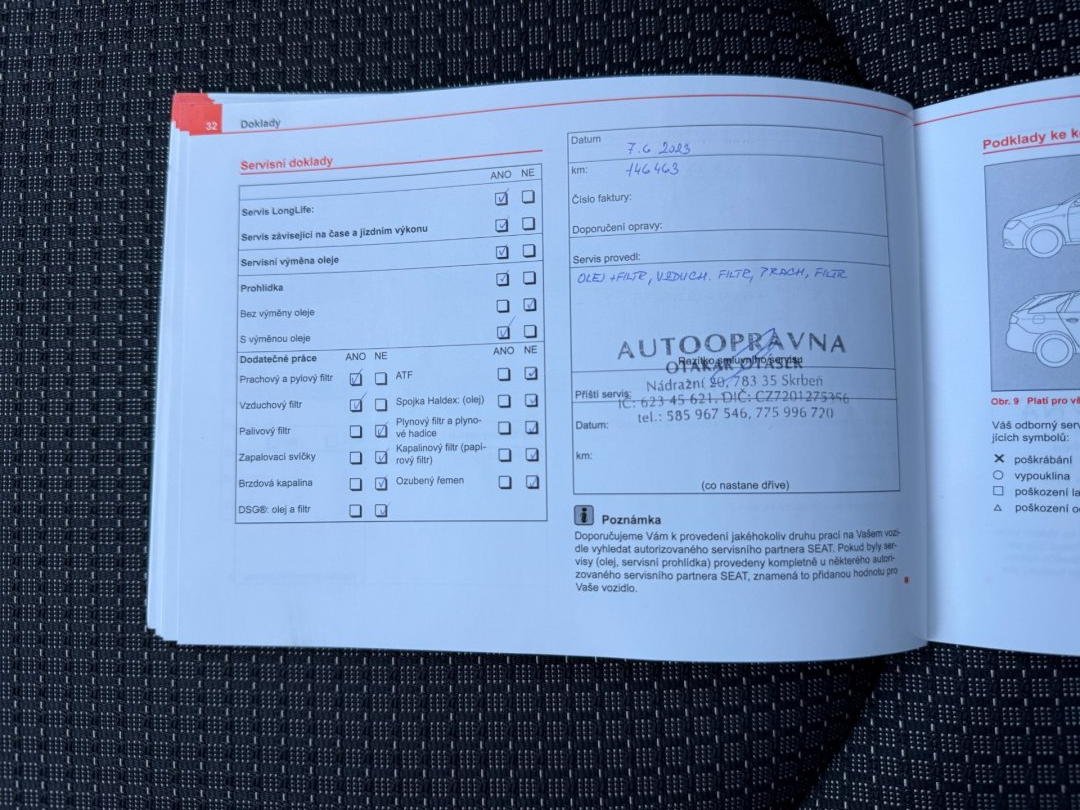 32 Doklady
Servisní doklady
ANO NE
Servis LongLife:
Servis závisející na čase a jízdním výkonu
Servisní výměna oleje
Prohlídka
Bez výměny oleje
S výměnou oleje
Dodatečné práce ANO NE ANO NE
Prachový a pylový filtr ATF
Vzduchový filtr Spojka Haldex: (olej)
Palivový filtr Plynový filtr a plyno-
vé hadice
Zapalovací svíčky Kapalinový filtr (papí-
rový filtr)
Brzdová kapalina Ozubený řemen
DSG®: olej a filtr
Datum 7.6 2023
km: 146463
Číslo faktury:
Doporučení opravy:
Servis provedl:
OLEJ + FILTR, VZDUCH. FILTR, PRACH, FILTR
AUTOOPRAVNA
Razítko smluvního servisu
OTAKAR OTÁSEK
Nádražní 20, 783 35 Skrbeň
Příští servis:
IČ: 623 45 621, DIČ: CZ7201275356
tel.: 585 967 546, 775 996 720
Datum:
km:
(co nastane dříve)
i Poznámka
Doporučujeme Vám k provedení jakéhokoliv druhu prací na Vašem vozi-
dle vyhledat autorizovaného servisního partnera SEAT. Pokud byly ser-
visy (olej, servisní prohlídka) provedeny kompletně u některého autori-
zovaného servisního partnera SEAT, znamená to přidanou hodnotu pro
Vaše vozidlo.
Podklady ke
Obr. 9 Platí pro
Váš odborný
jících symbolů:
poškrábání
vypouklina
poškození
poškození